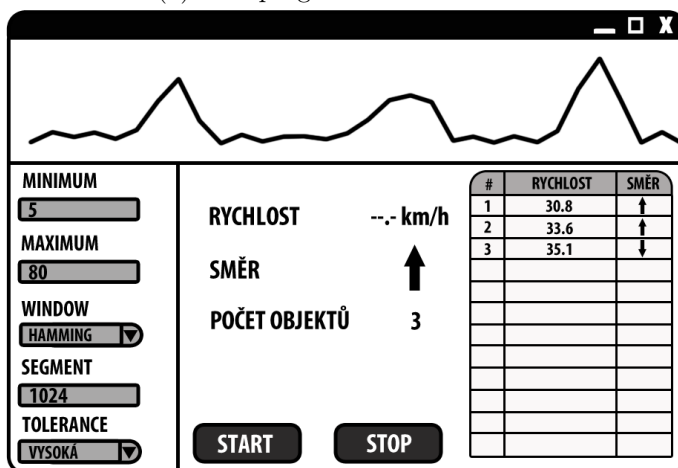 X
MINIMUM
5
MAXIMUM
80
WINDOW
HAMMING
SEGMENT
1024
TOLERANCE
VYSOKÁ
RYCHLOST --.- km/h
SMĚR
POČET OBJEKTŮ 3
START STOP
# RYCHLOST SMĚR
1 30.8
2 33.6
3 35.1